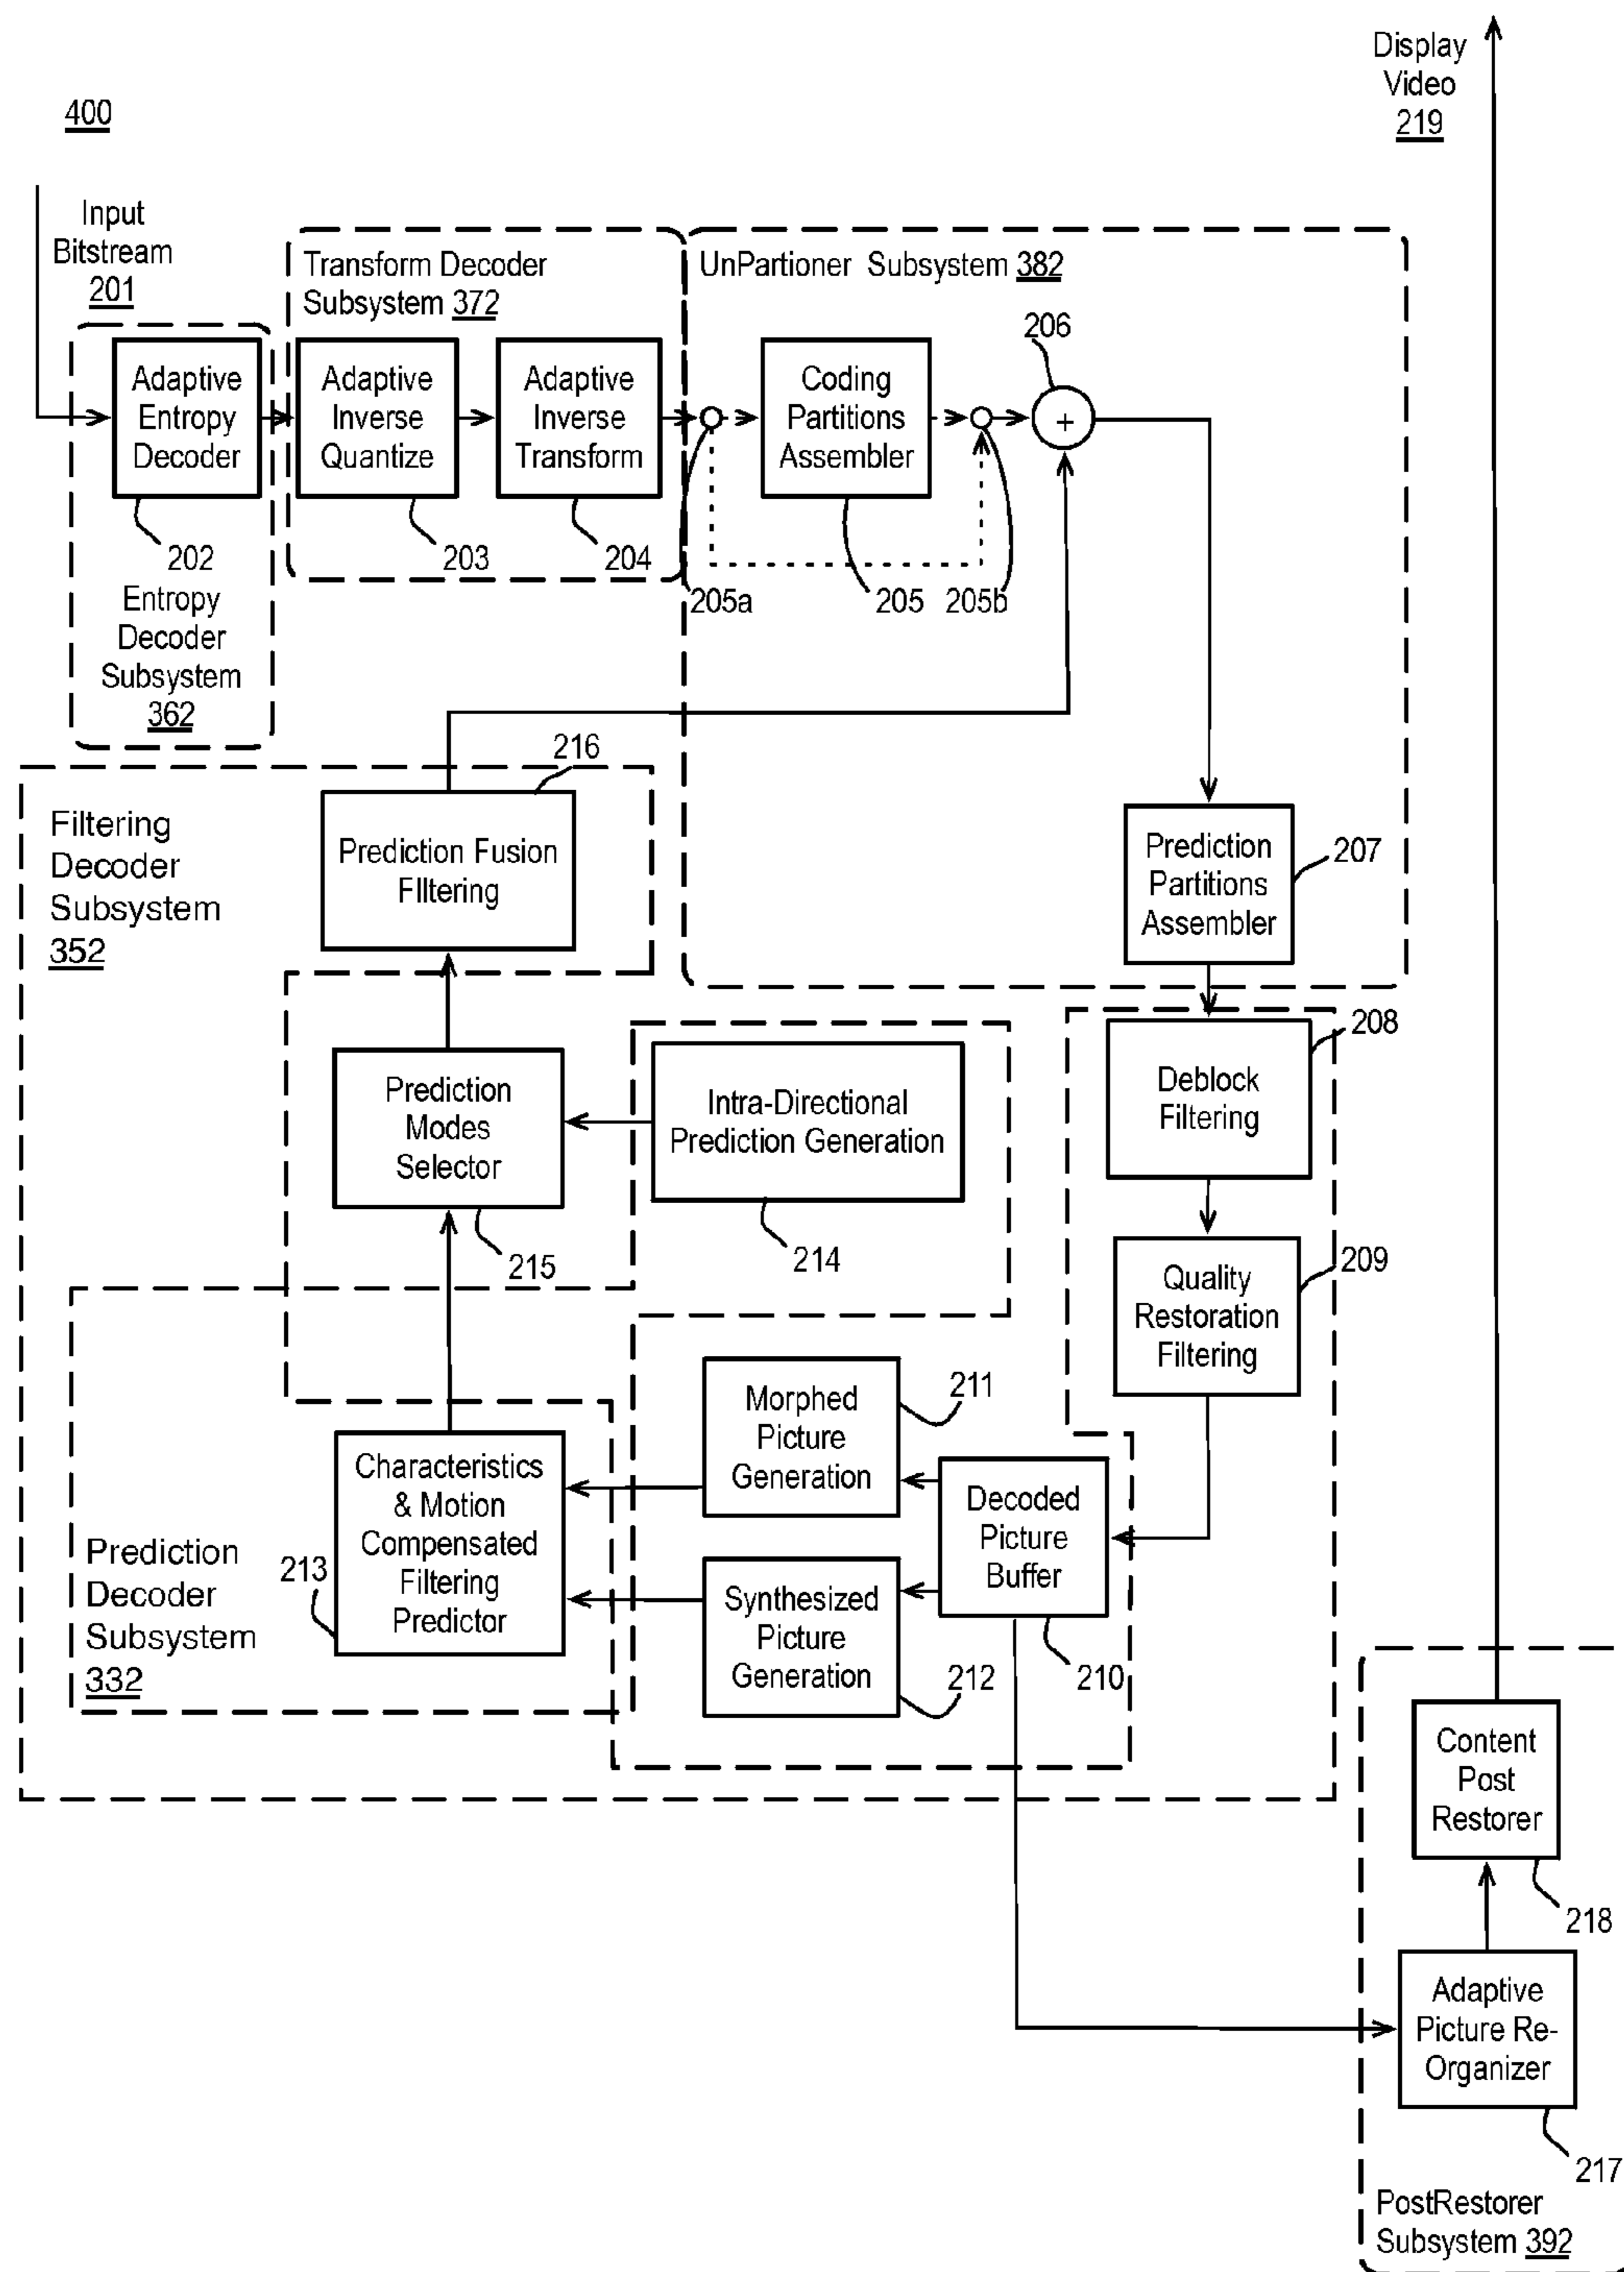 Display
Video
219
400
Input
Bitstream
201
Transform Decoder
Subsystem 372
UnPartioner Subsystem 382
206
Adaptive
Entropy
Decoder
Adaptive
Inverse
Quantize
Adaptive
Inverse
Transform
Coding
Partitions
Assembler
+
202
203
204
205a
205
205b
Entropy
Decoder
Subsystem
362
216
Filtering
Decoder
Subsystem
352
Prediction Fusion
FIltering
Prediction
Partitions
Assembler
207
208
Prediction
Modes
Selector
Intra-Directional
Prediction Generation
Deblock
Filtering
215
214
209
Quality
Restoration
Filtering
Morphed
Picture
Generation
211
Characteristics
& Motion
Compensated
Filtering
Predictor
Decoded
Picture
Buffer
Prediction
Decoder
Subsystem
332
213
Synthesized
Picture
Generation
212
210
Content
Post
Restorer
218
Adaptive
Picture Re-
Organizer
217
PostRestorer
Subsystem 392